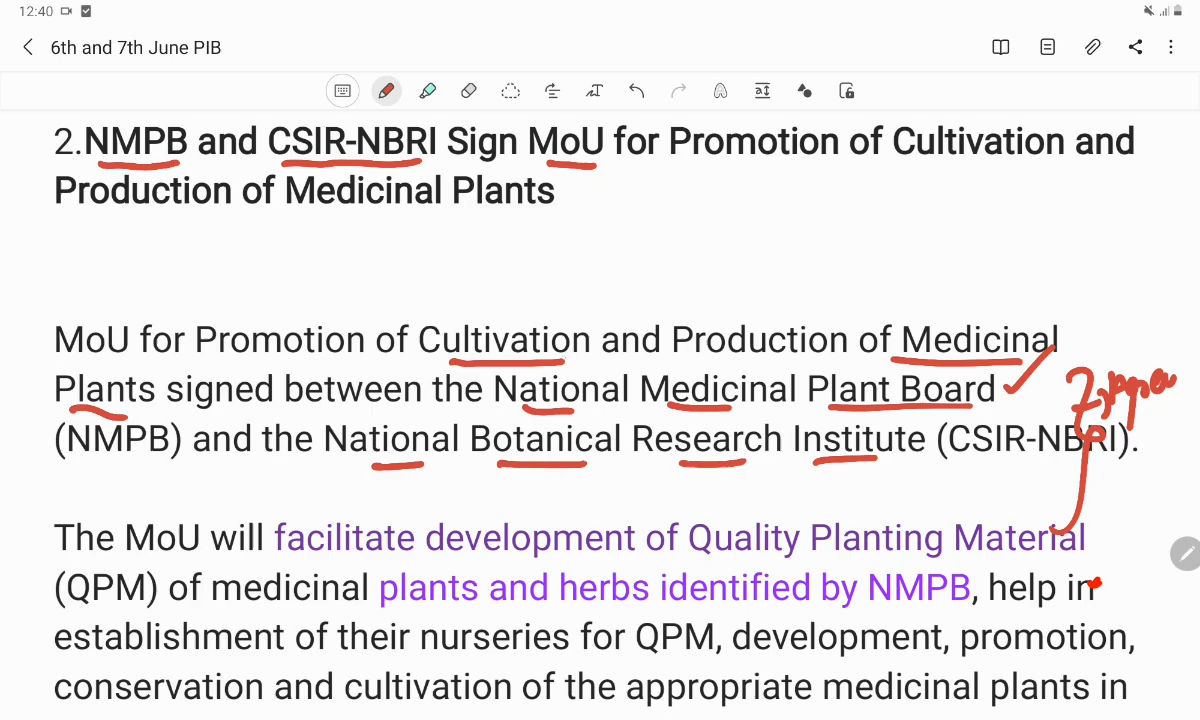 12:40
6th and 7th June PIB
2.NMPB and CSIR-NBRI Sign MoU for Promotion of Cultivation and
Production of Medicinal Plants
MoU for Promotion of Cultivation and Production of Medicinal
Plants signed between the National Medicinal Plant Board
(NMPB) and the National Botanical Research Institute (CSIR-NBRI).
The MoU will facilitate development of Quality Planting Material
(QPM) of medicinal plants and herbs identified by NMPB, help in
establishment of their nurseries for QPM, development, promotion,
conservation and cultivation of the appropriate medicinal plants in